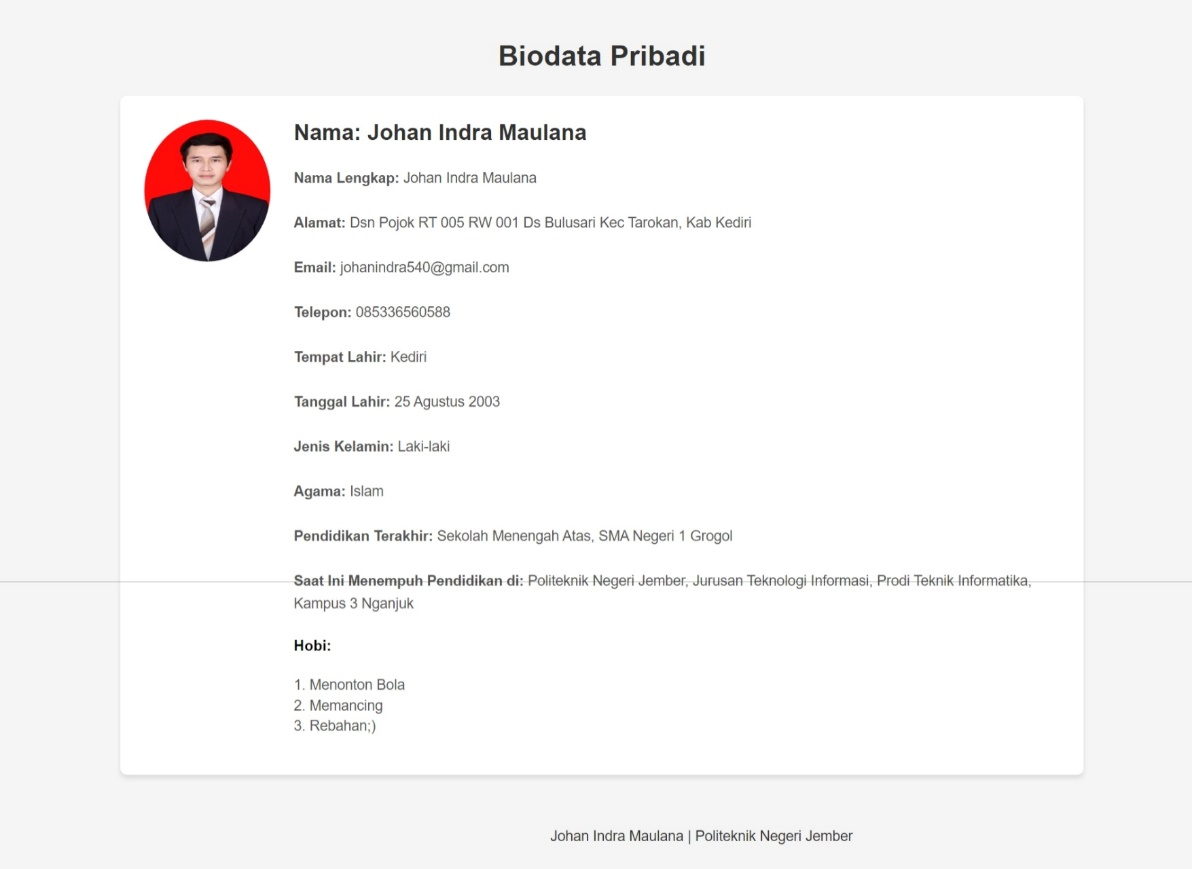 Biodata Pribadi
Nama: Johan Indra Maulana
Nama Lengkap: Johan Indra Maulana
Alamat: Dsn Pojok RT 005 RW 001 Ds Bulusari Kec Tarokan, Kab Kediri
Email: johanindra540@gmail.com
Telepon: 085336560588
Tempat Lahir: Kediri
Tanggal Lahir: 25 Agustus 2003
Jenis Kelamin: Laki-laki
Agama: Islam
Pendidikan Terakhir: Sekolah Menengah Atas, SMA Negeri 1 Grogol
Saat Ini Menempuh Pendidikan di: Politeknik Negeri Jember, Jurusan Teknologi Informasi, Prodi Teknik Informatika,
Kampus 3 Nganjuk
Hobi:
1. Menonton Bola
2. Memancing
3. Rebahan;)
Johan Indra Maulana | Politeknik Negeri Jember